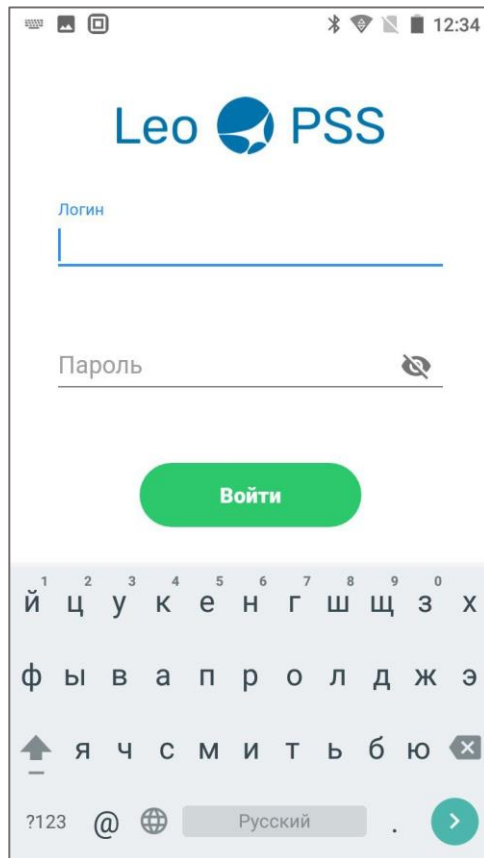 12:34
Leo PSS
Логин
Пароль
Войти
1 2 3 4 5 6 7 8 9 0
й ц у к е н г ш щ з х
ф ы в а п р о л д ж э
я ч с м и т ь б ю
?123 @ Русский .